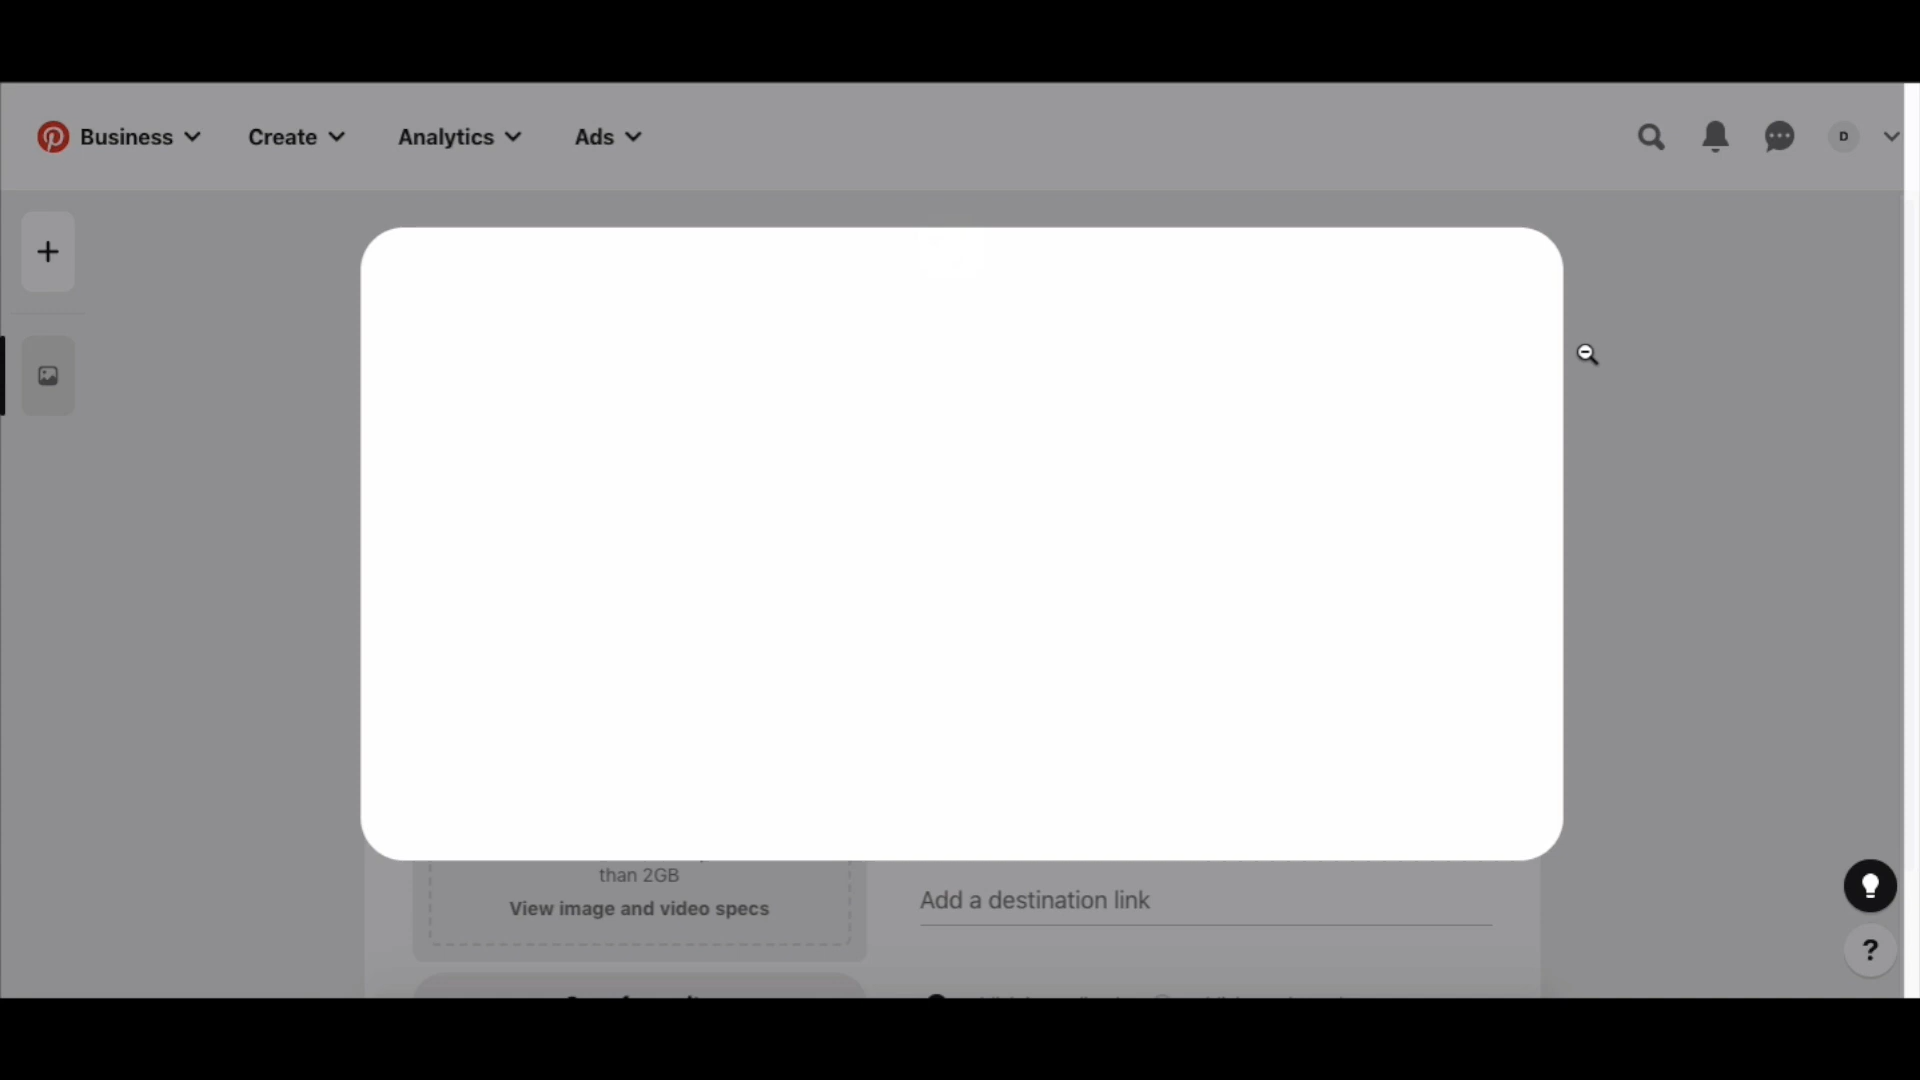 Business
Create
Analytics
Ads
D
than 2GB
View image and video specs
Add a destination link
?